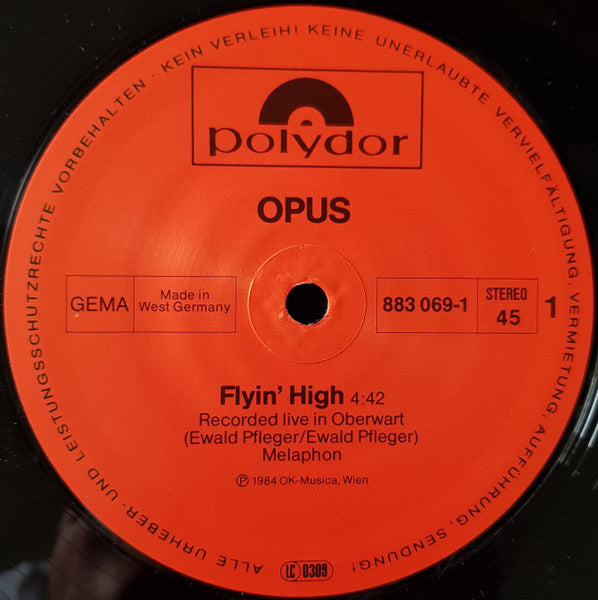 ALLE URHEBER- UND LEISTUNGSSCHUTZRECHTE VORBEHALTEN · KEIN VERLEIH! KEINE UNERLAUBTE VERVIELFÄLTIGUNG, VERMIETUNG, AUFFÜHRUNG, SENDUNG!
polydor
OPUS
GEMA
Made in
West Germany
883 069-1
STEREO
45
1
Flyin' High 4:42
Recorded live in Oberwart
(Ewald Pfleger/Ewald Pfleger)
Melaphon
Ⓟ 1984 OK-Musica, Wien
LC 0309